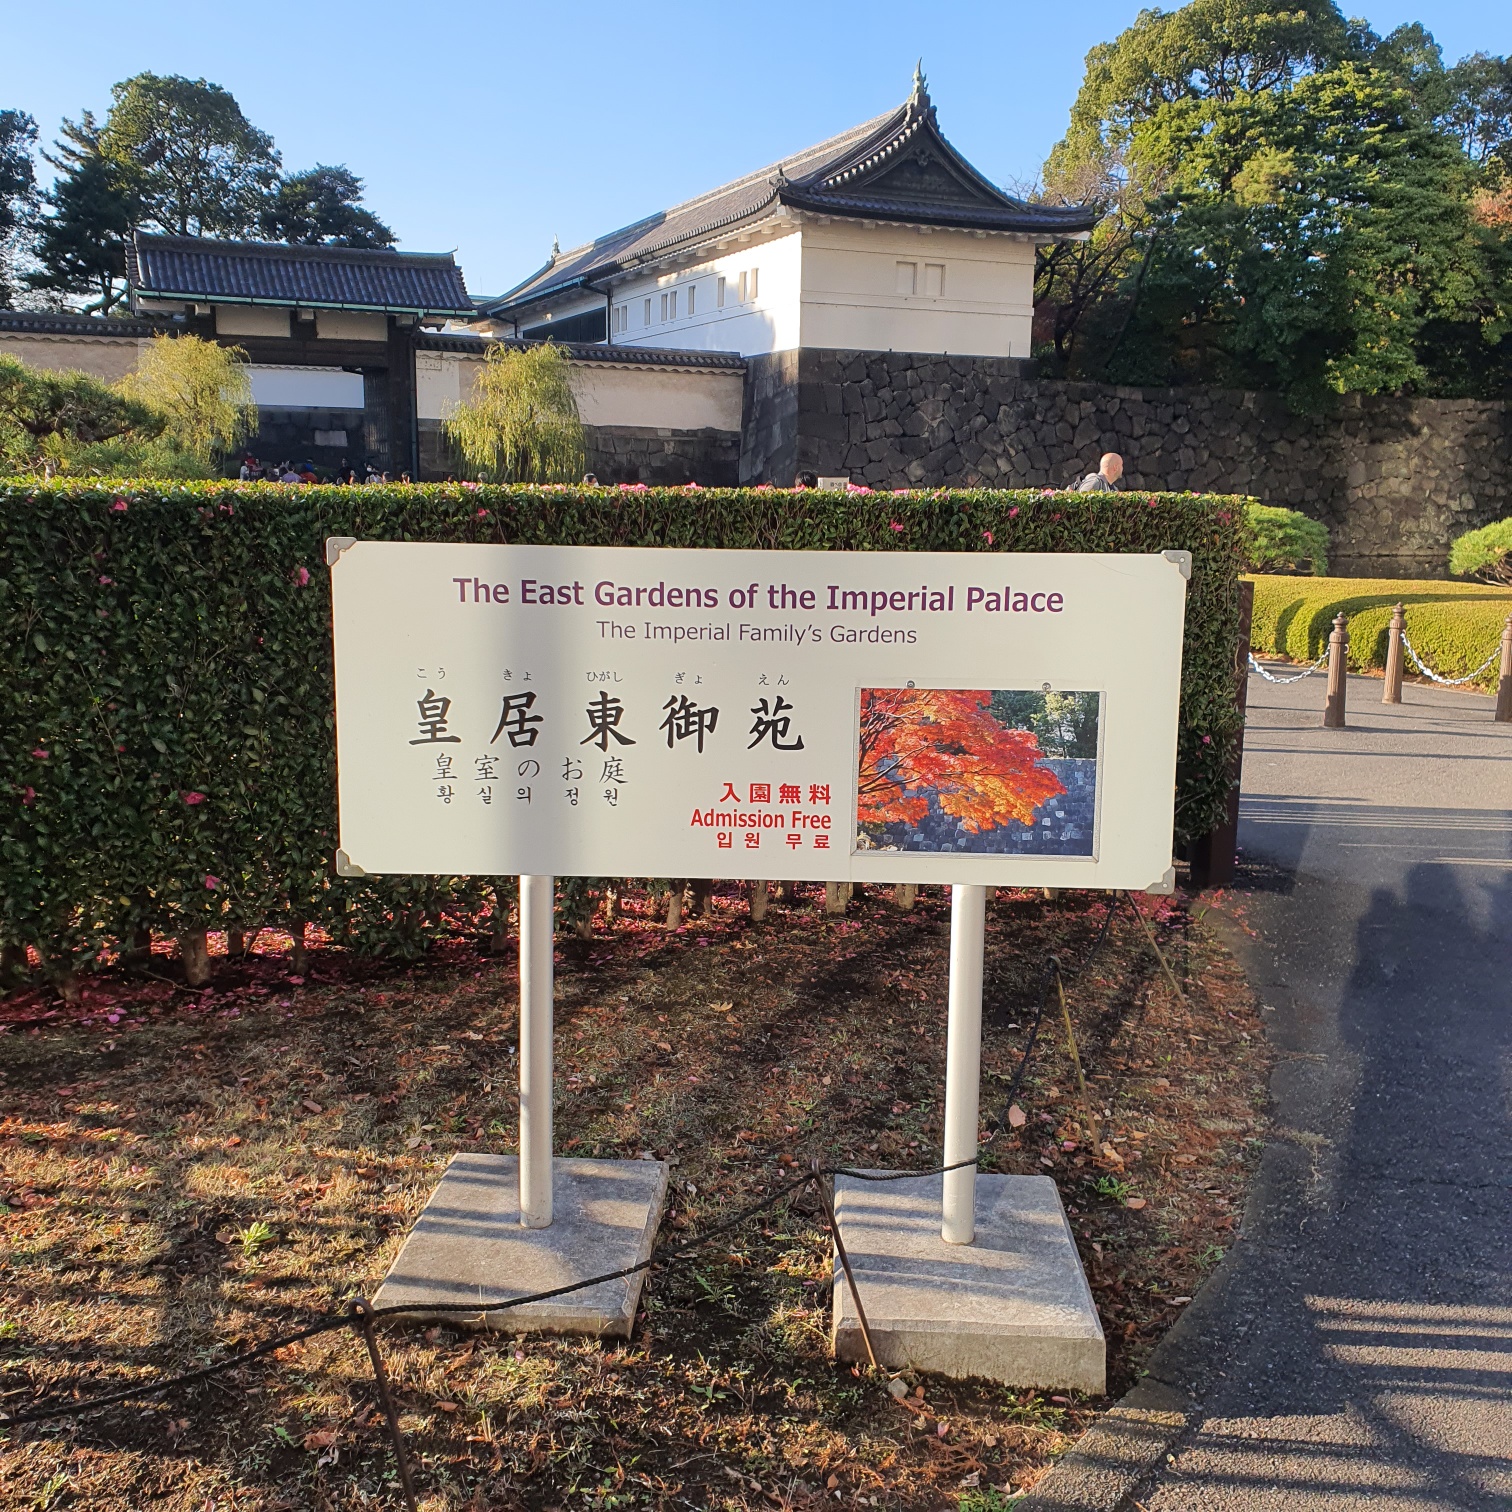 The East Gardens of the Imperial Palace
The Imperial Family's Gardens
こう きょ ひがし ぎょ えん
皇居東御苑
皇室のお庭
황실의 정원
入園無料
Admission Free
입원 무료